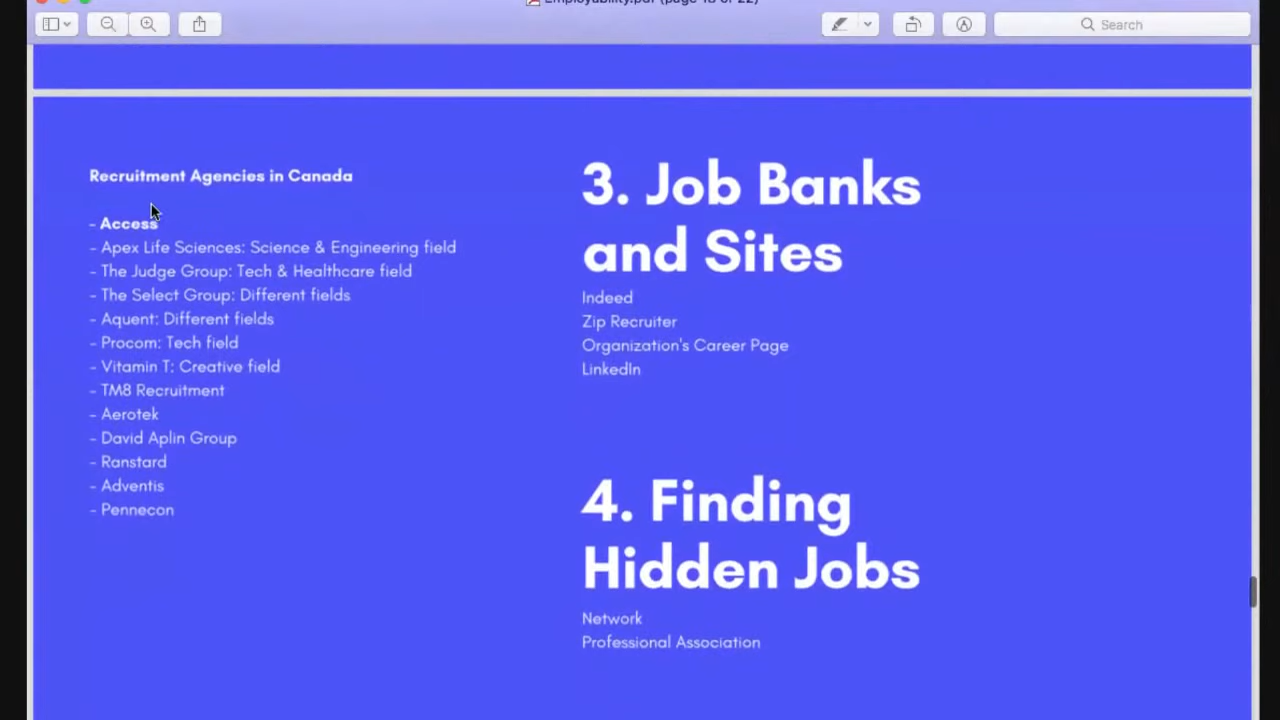 Search
Recruitment Agencies in Canada
- Access
- Apex Life Sciences: Science & Engineering field
- The Judge Group: Tech & Healthcare field
- The Select Group: Different fields
- Aquent: Different fields
- Procom: Tech field
- Vitamin T: Creative field
- TM8 Recruitment
- Aerotek
- David Aplin Group
- Ranstard
- Adventis
- Pennecon
3. Job Banks
and Sites
Indeed
Zip Recruiter
Organization's Career Page
LinkedIn
4. Finding
Hidden Jobs
Network
Professional Association